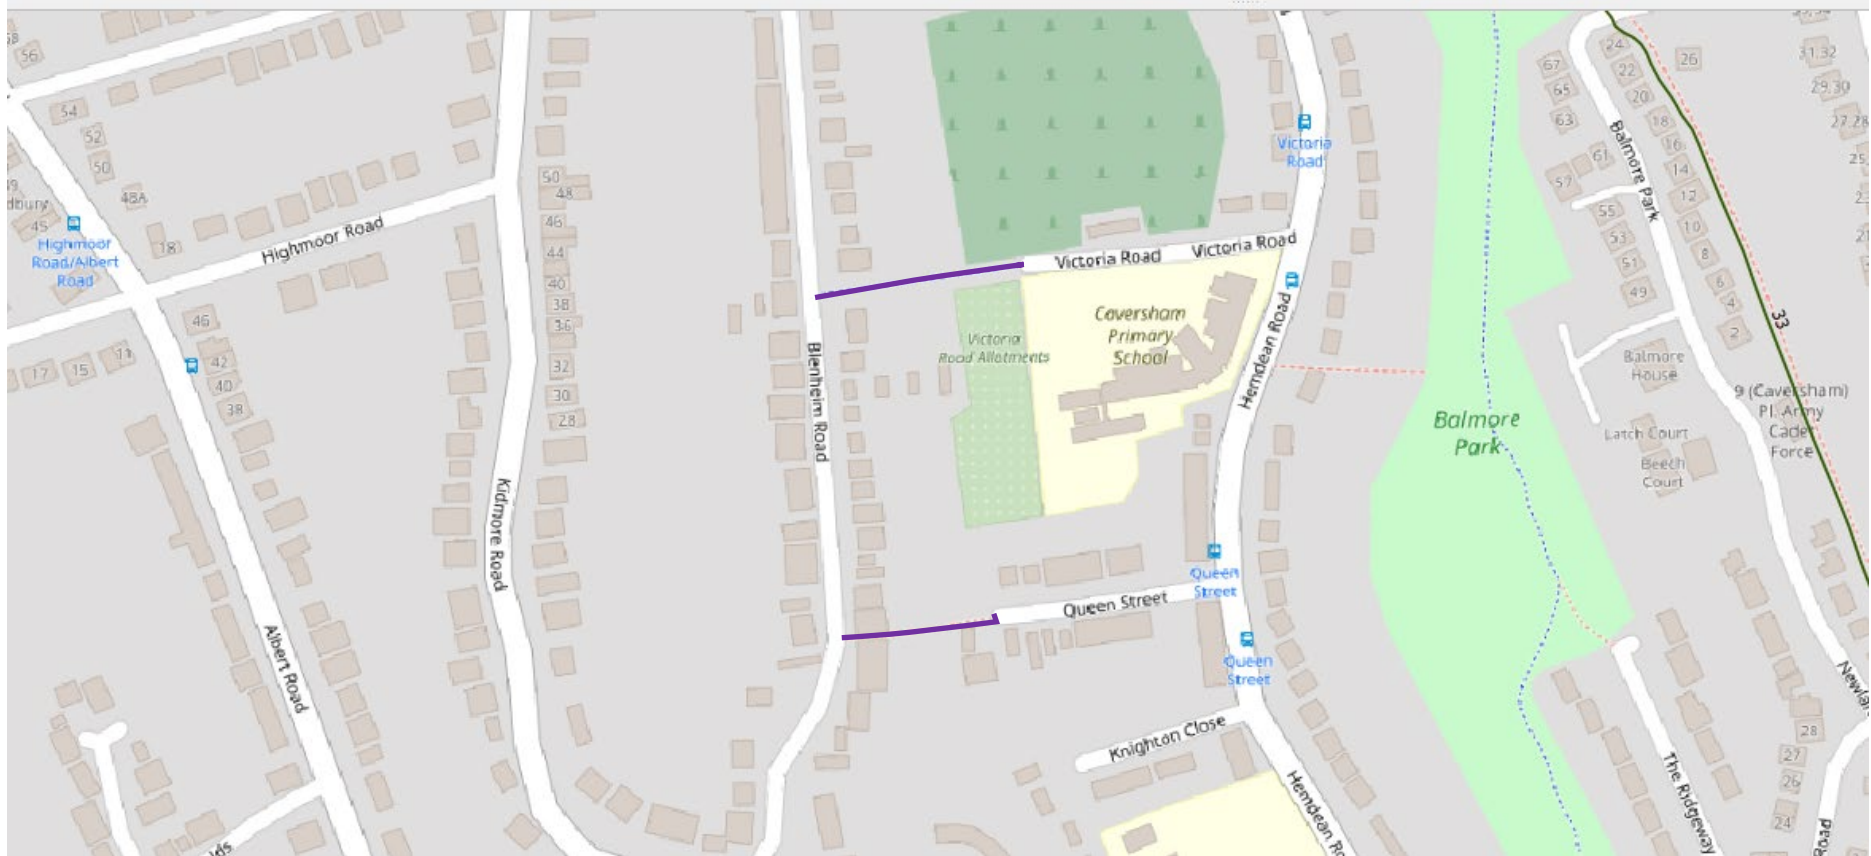 56
54
52
50
48A
45
Highmoor
Road/Albert
Road
18
Highmoor Road
46
42
40
38
17
15
11
Albert Road
50
48
46
44
40
38
36
32
30
28
Kidmore Road
Blenheim Road
Victoria
Road
Victoria Road
Victoria Road
Victoria
Road Allotments
Caversham
Primary
School
Hemdean Road
Queen
Street
Queen Street
Queen
Street
Knighton Close
Balmore
Park
67
65
63
61
57
55
53
51
49
24
22
20
18
16
14
12
10
8
6
4
2
26
31,32
29,30
Balmore Park
33
Balmore
House
9 (Caversham)
Pl. Army
Cadet
Force
Latch Court
Beech
Court
The Ridgeway
28
27
26
24